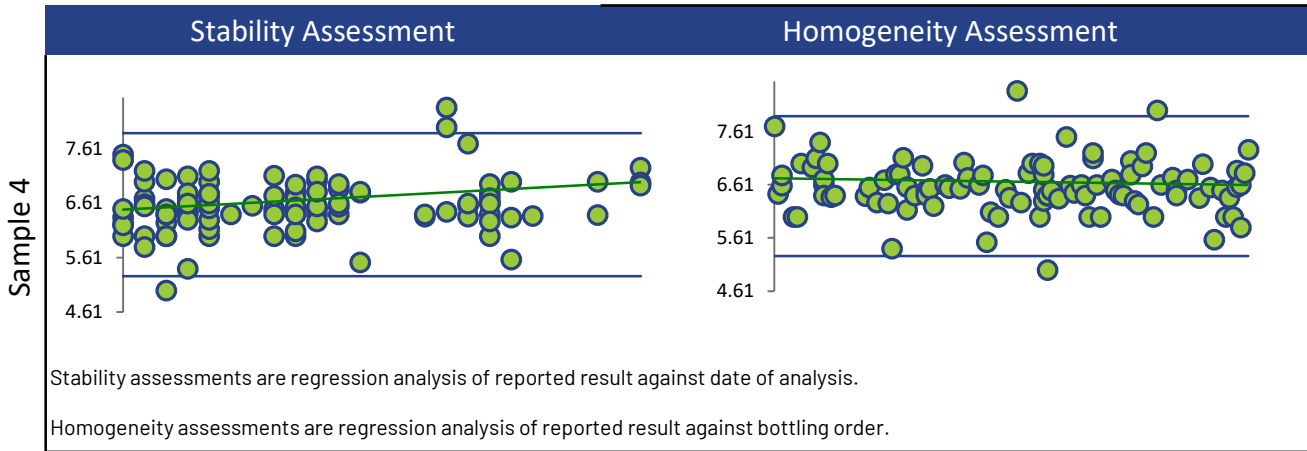 Stability Assessment
Homogeneity Assessment
Sample 4
7.61
6.61
5.61
4.61
7.61
6.61
5.61
4.61
Stability assessments are regression analysis of reported result against date of analysis.
Homogeneity assessments are regression analysis of reported result against bottling order.